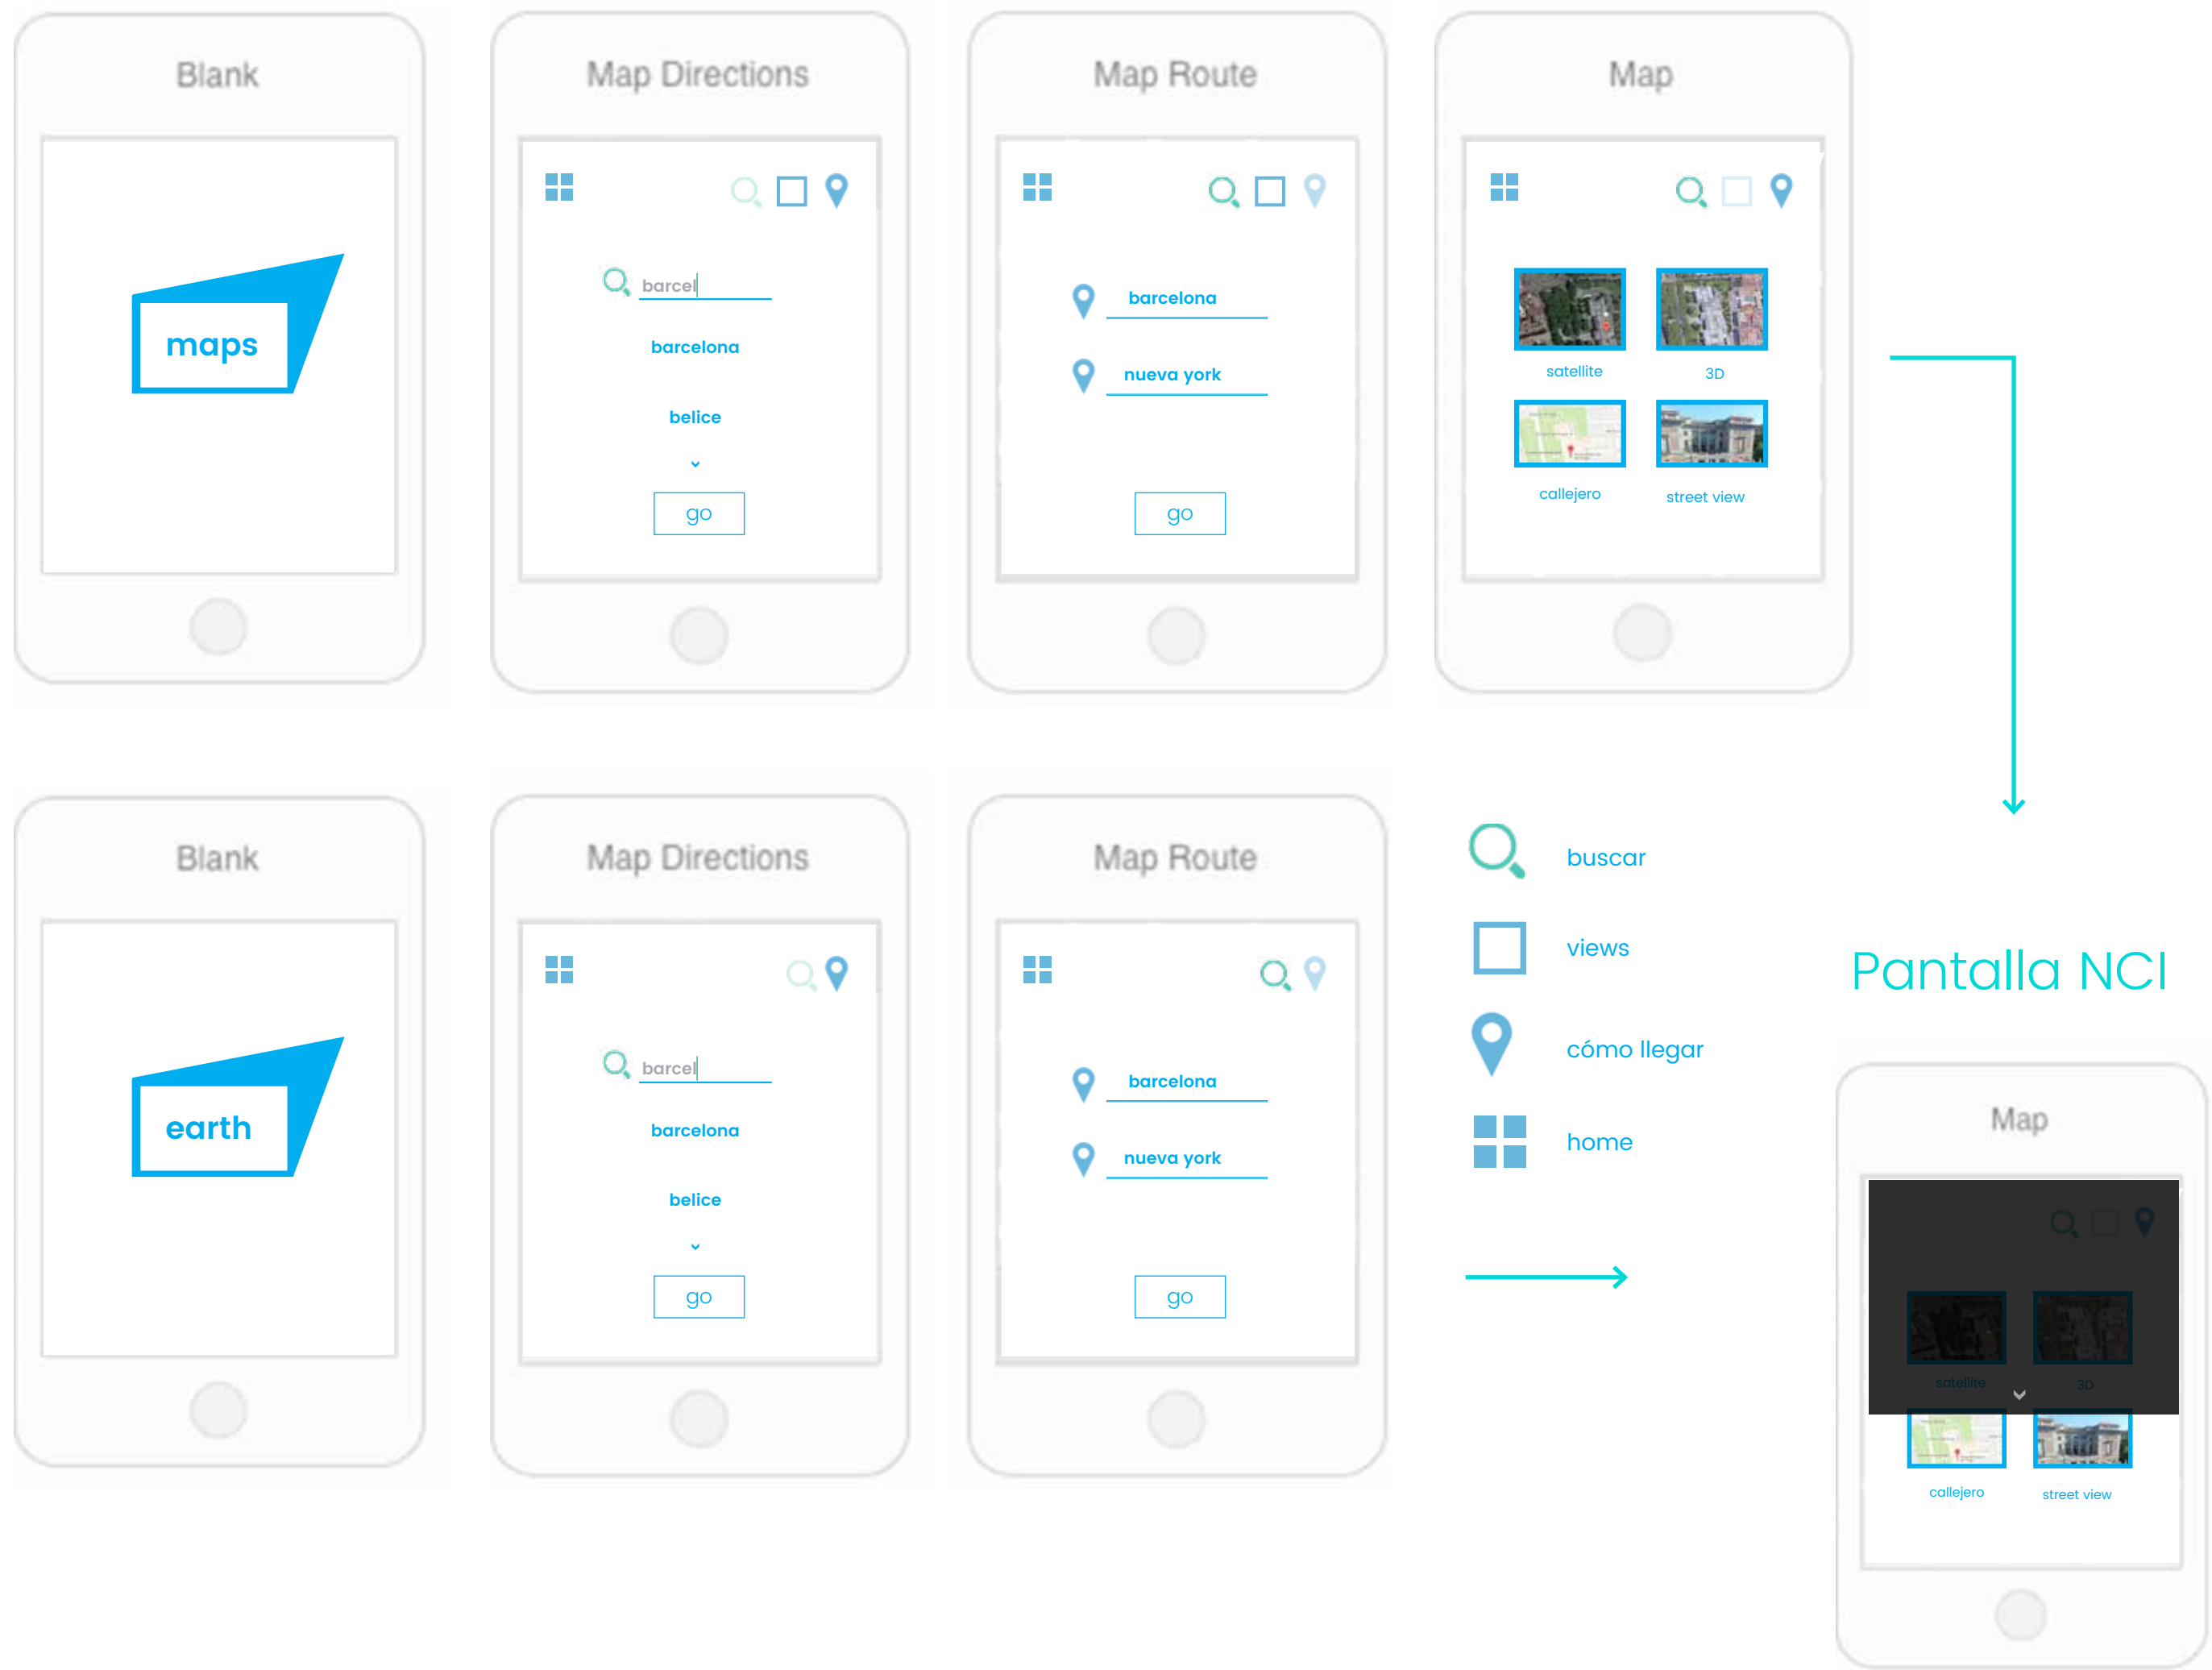 Blank
maps
Map Directions
barcel
barcelona
belice
go
Map Route
barcelona
nueva york
go
Map
satellite
3D
callejero
street view
Blank
earth
Map Directions
barcel
barcelona
belice
go
Map Route
barcelona
nueva york
go
buscar
views
cómo llegar
home
Pantalla NCI
Map
satellite
3D
callejero
street view